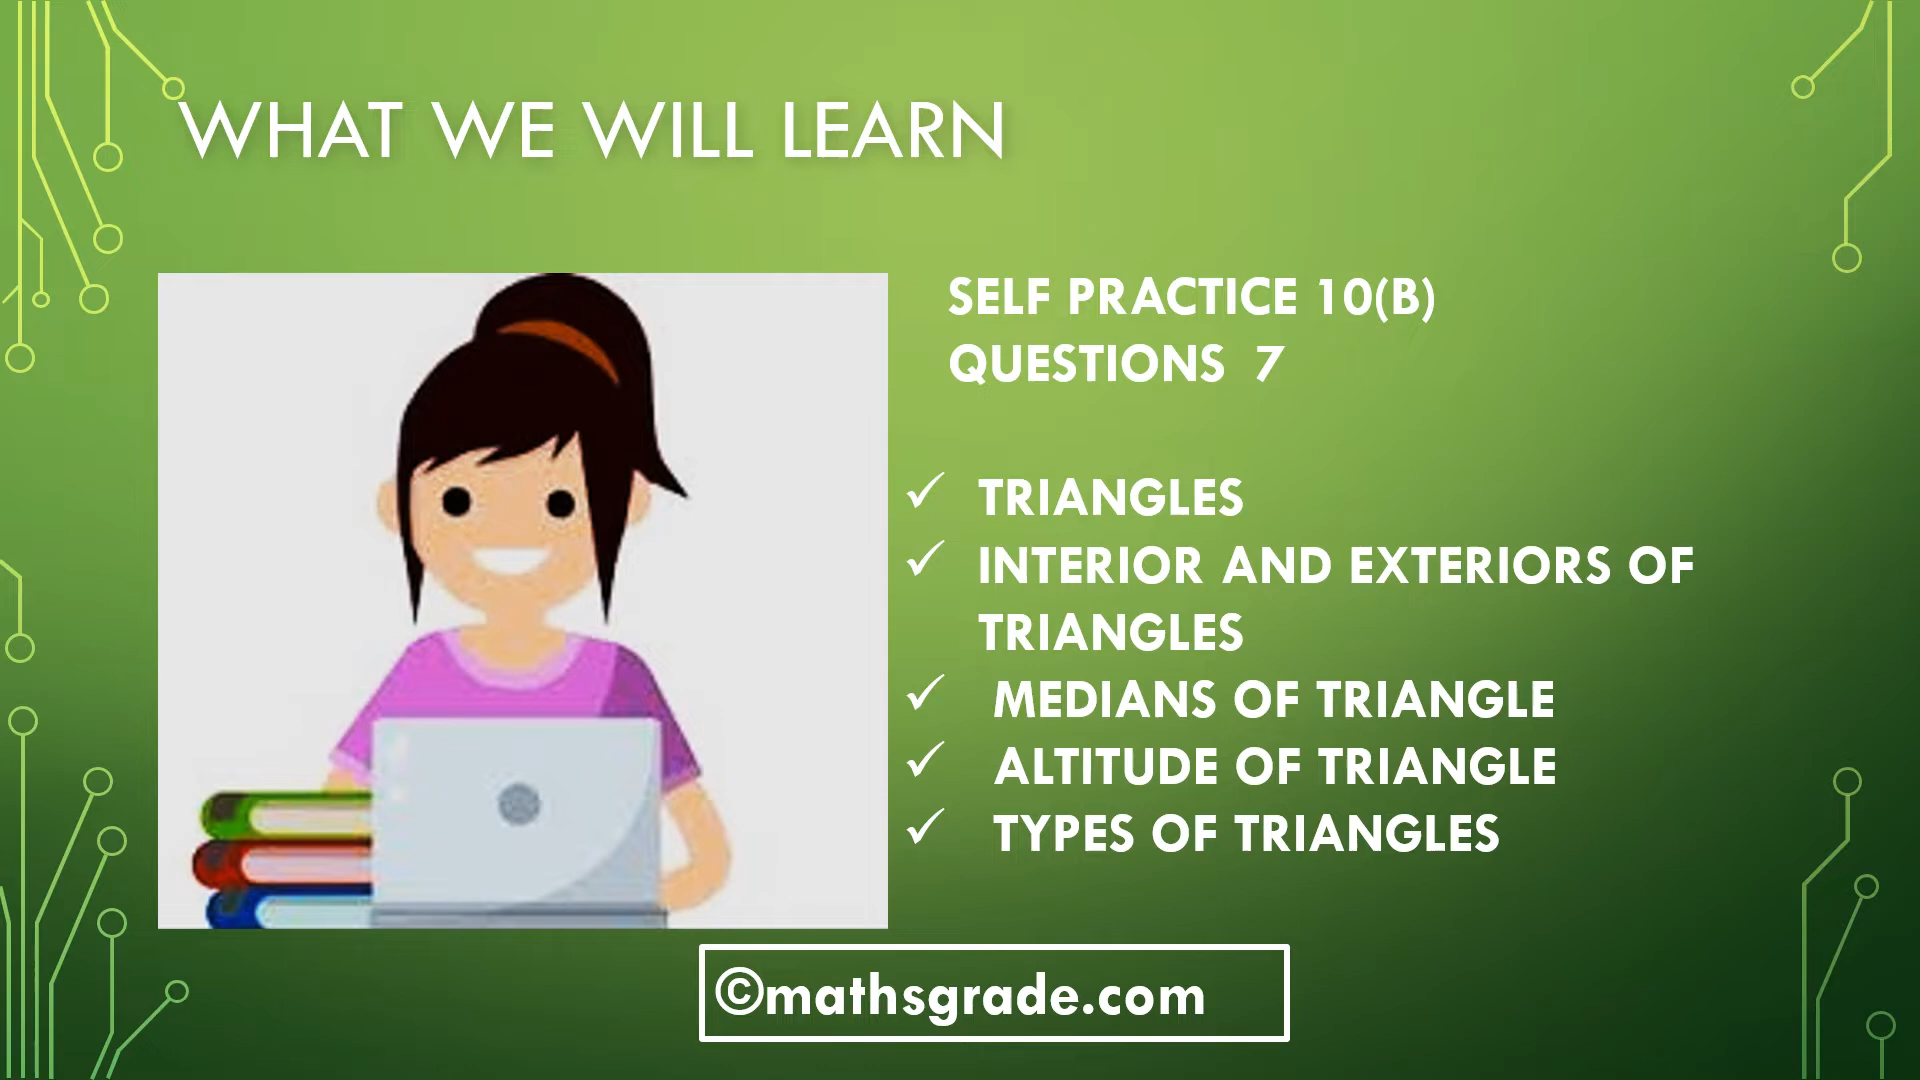 WHAT WE WILL LEARN
SELF PRACTICE 10(B)
QUESTIONS 7
✓ TRIANGLES
✓ INTERIOR AND EXTERIORS OF
TRIANGLES
✓ MEDIANS OF TRIANGLE
✓ ALTITUDE OF TRIANGLE
✓ TYPES OF TRIANGLES
©mathsgrade.com